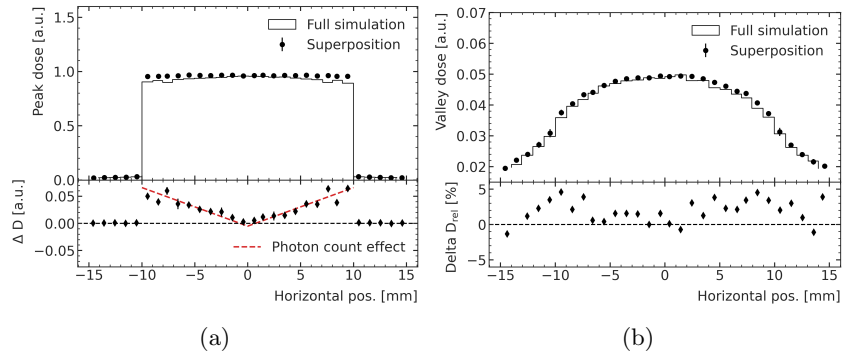 Peak dose [a.u.]
1.5
1.0
0.5
0.0
Full simulation
Superposition
Δ D [a.u.]
0.05
0.00
−0.05
Photon count effect
−15 −10 −5 0 5 10 15
Horizontal pos. [mm]
(a)
Valley dose [a.u.]
0.07
0.06
0.05
0.04
0.03
0.02
Full simulation
Superposition
Delta D_rel [%]
5
0
−5
−15 −10 −5 0 5 10 15
Horizontal pos. [mm]
(b)